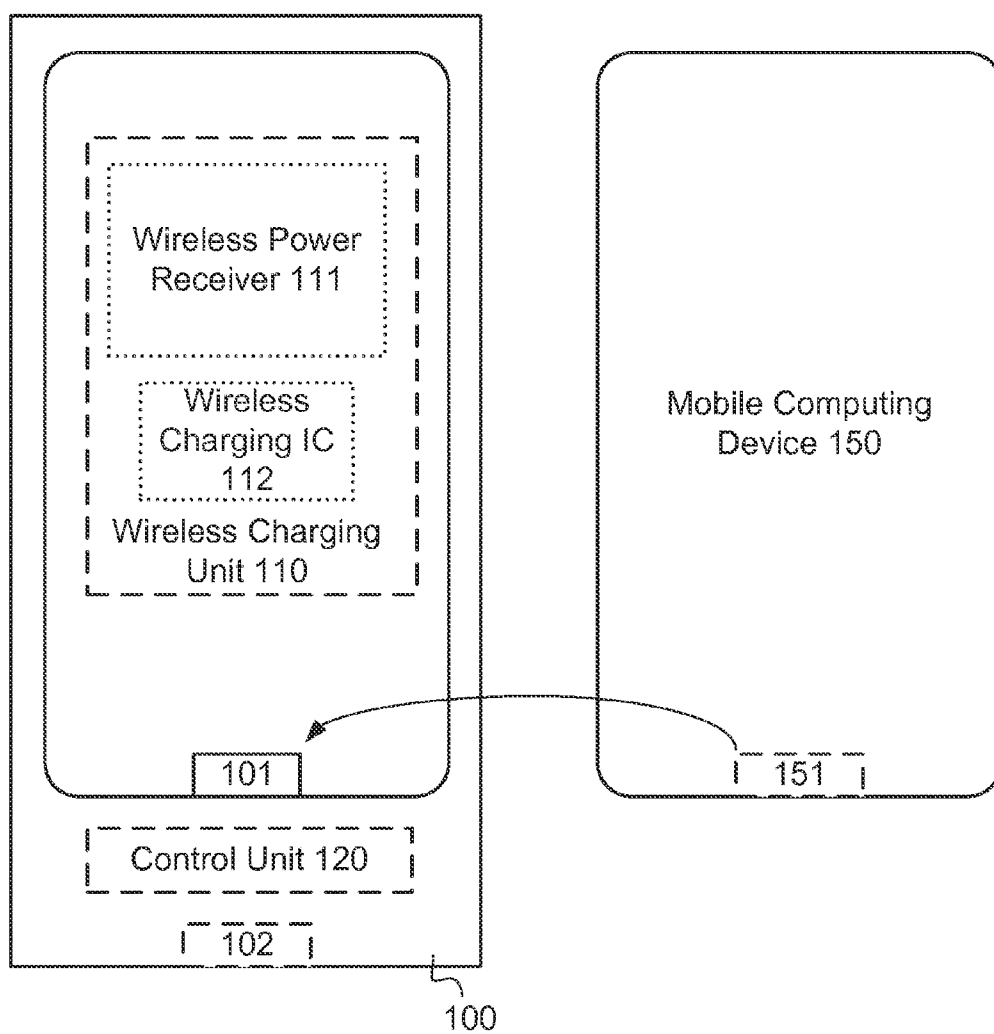 Wireless Power
Receiver 111
Wireless
Charging IC
112
Wireless Charging
Unit 110
101
Control Unit 120
102
100
Mobile Computing
Device 150
151